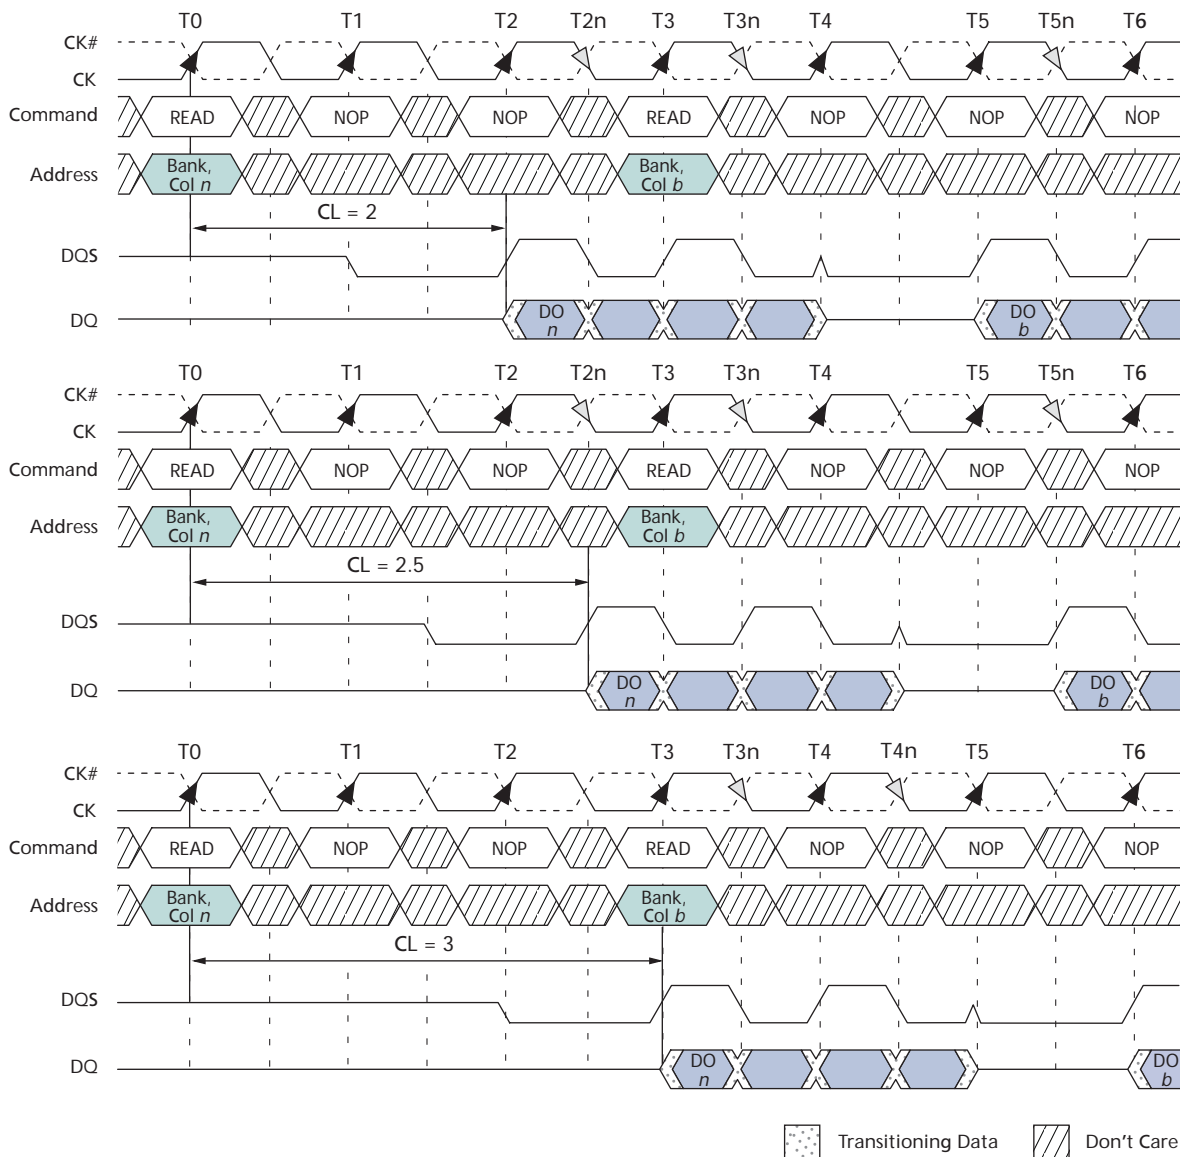 T0 T1 T2 T2n T3 T3n T4 T5 T5n T6
CK#
CK
Command READ NOP NOP READ NOP NOP NOP
Address Bank, Col n Bank, Col b
CL = 2
DQS
DQ DO n DO b
T0 T1 T2 T2n T3 T3n T4 T5 T5n T6
CK#
CK
Command READ NOP NOP READ NOP NOP NOP
Address Bank, Col n Bank, Col b
CL = 2.5
DQS
DQ DO n DO b
T0 T1 T2 T3 T3n T4 T4n T5 T6
CK#
CK
Command READ NOP NOP READ NOP NOP NOP
Address Bank, Col n Bank, Col b
CL = 3
DQS
DQ DO n DO b
Transitioning Data Don't Care